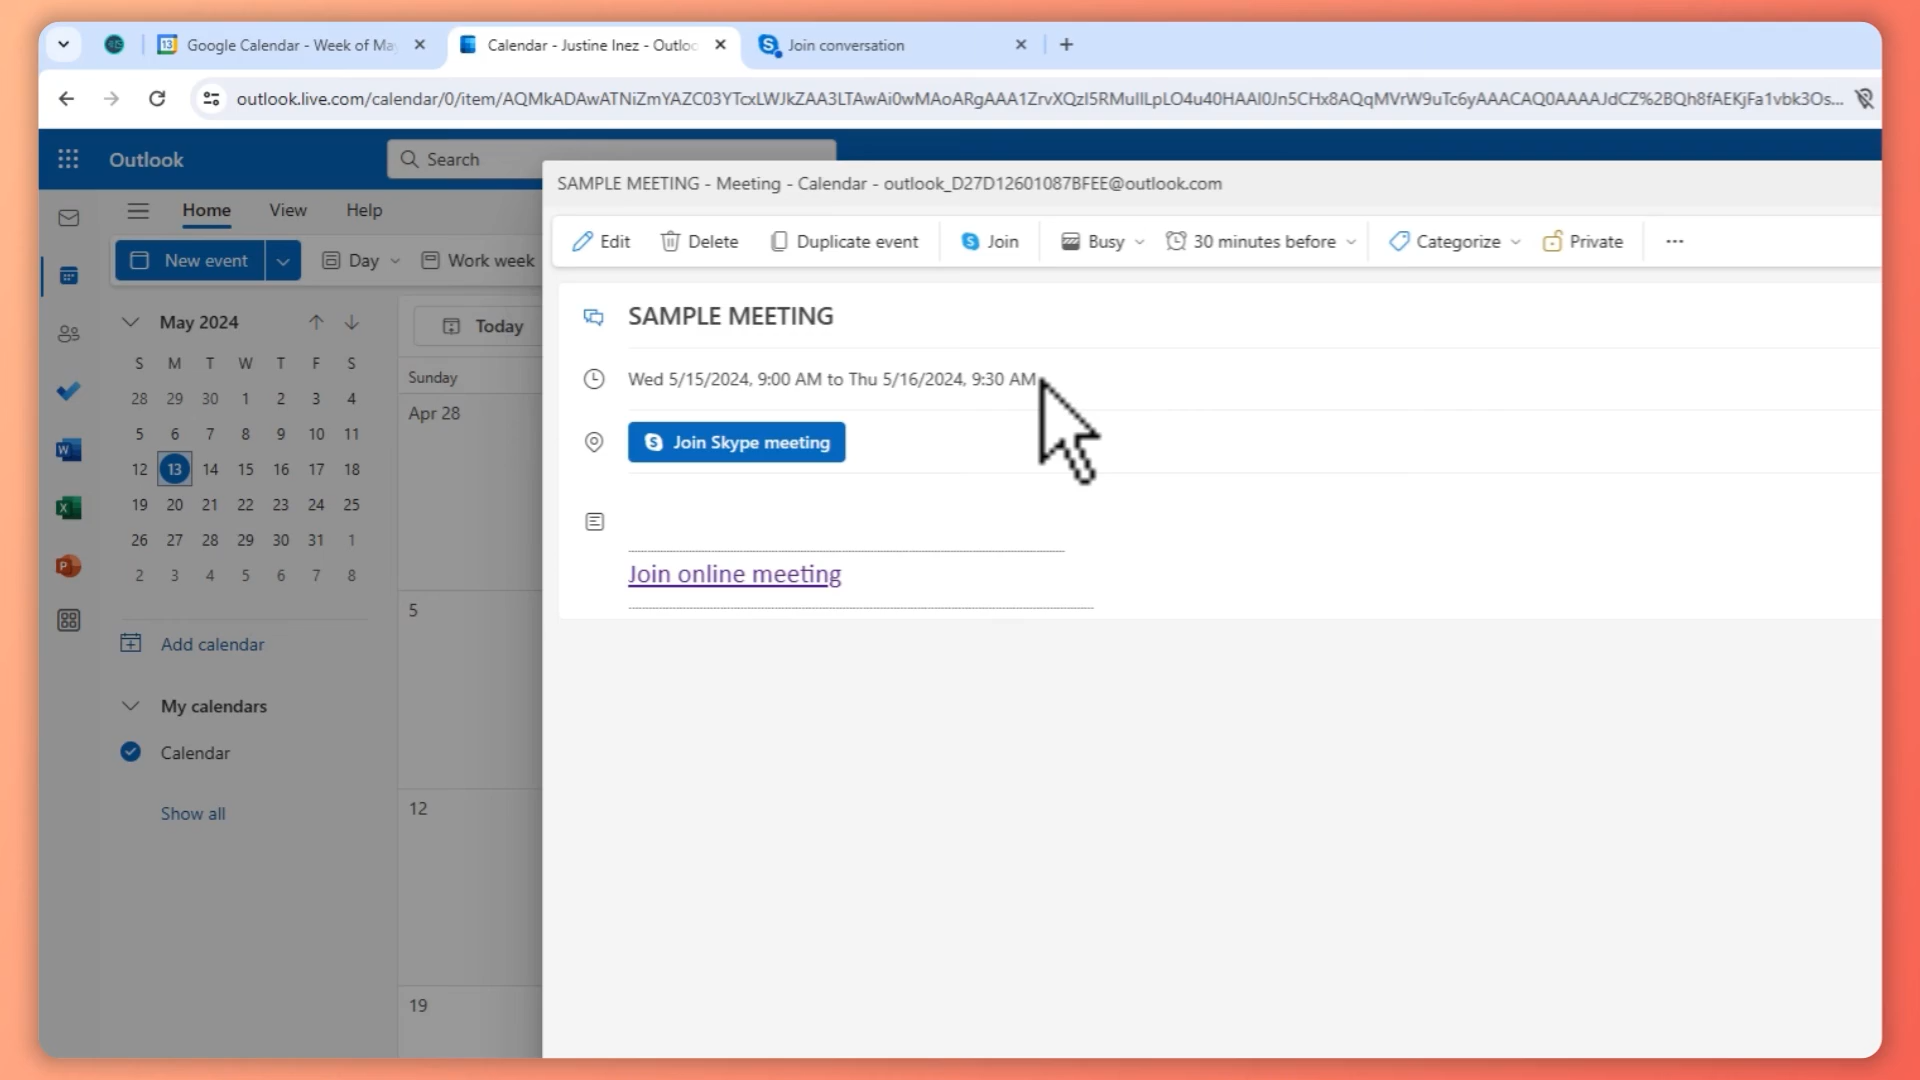 Google Calendar - Week of Ma
Calendar - Justine Inez - Outloo
Join conversation
outlook.live.com/calendar/0/item/AQMkADAwATNiZmYAZC03YTcxLWJkZAA3LTAwAi0wMAoARgAAA1ZrvXQzI5RMulILpLO4u40HAAI0Jn5CHx8AQqMVrW9uTc6yAAACAQ0AAAAJdCZ%2BQh8fAEKjFa1vbk3Os...
Outlook
Search
Home View Help
New event Day Work week
May 2024
S M T W T F S
28 29 30 1 2 3 4
5 6 7 8 9 10 11
12 13 14 15 16 17 18
19 20 21 22 23 24 25
26 27 28 29 30 31 1
2 3 4 5 6 7 8
Add calendar
My calendars
Calendar
Show all
Today
Sunday
Apr 28
5
12
19
SAMPLE MEETING - Meeting - Calendar - outlook_D27D12601087BFEE@outlook.com
Edit Delete Duplicate event Join Busy 30 minutes before Categorize Private ...
SAMPLE MEETING
Wed 5/15/2024, 9:00 AM to Thu 5/16/2024, 9:30 AM
Join Skype meeting
Join online meeting